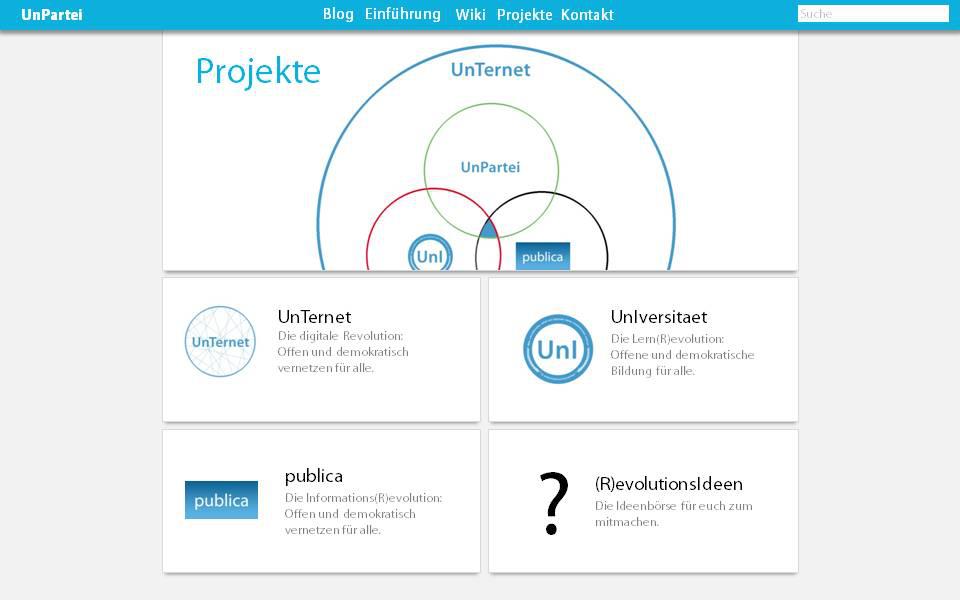 UnPartei
Blog Einführung Wiki Projekte Kontakt
Suche
Projekte
UnTernet
UnPartei
UnI
publica
UnTernet
UnTernet
Die digitale Revolution:
Offen und demokratisch
vernetzen für alle.
UnI
UnIversitaet
Die Lern(R)evolution:
Offene und demokratische
Bildung für alle.
publica
publica
Die Informations(R)evolution:
Offen und demokratisch
vernetzen für alle.
?
(R)evolutionsIdeen
Die Ideenbörse für euch zum
mitmachen.